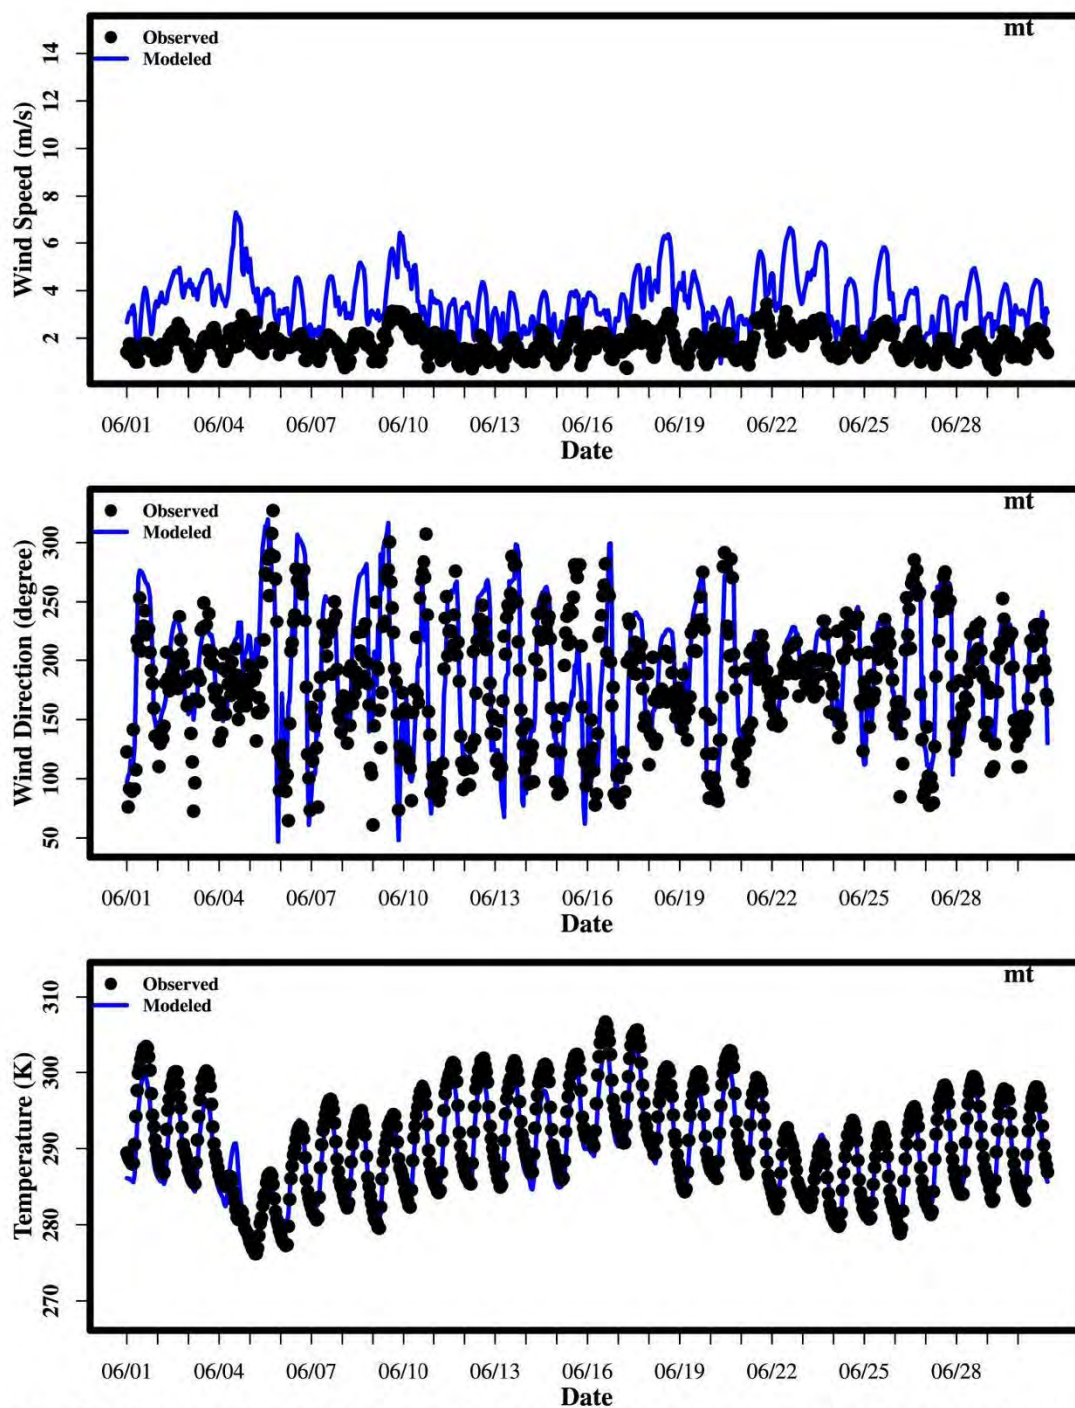 mt
Observed
Modeled
14
12
10
8
6
4
2
Wind Speed (m/s)
06/01 06/04 06/07 06/10 06/13 06/16 06/19 06/22 06/25 06/28
Date
mt
Observed
Modeled
300
250
200
150
100
50
Wind Direction (degree)
06/01 06/04 06/07 06/10 06/13 06/16 06/19 06/22 06/25 06/28
Date
mt
Observed
Modeled
310
300
290
280
270
Temperature (K)
06/01 06/04 06/07 06/10 06/13 06/16 06/19 06/22 06/25 06/28
Date